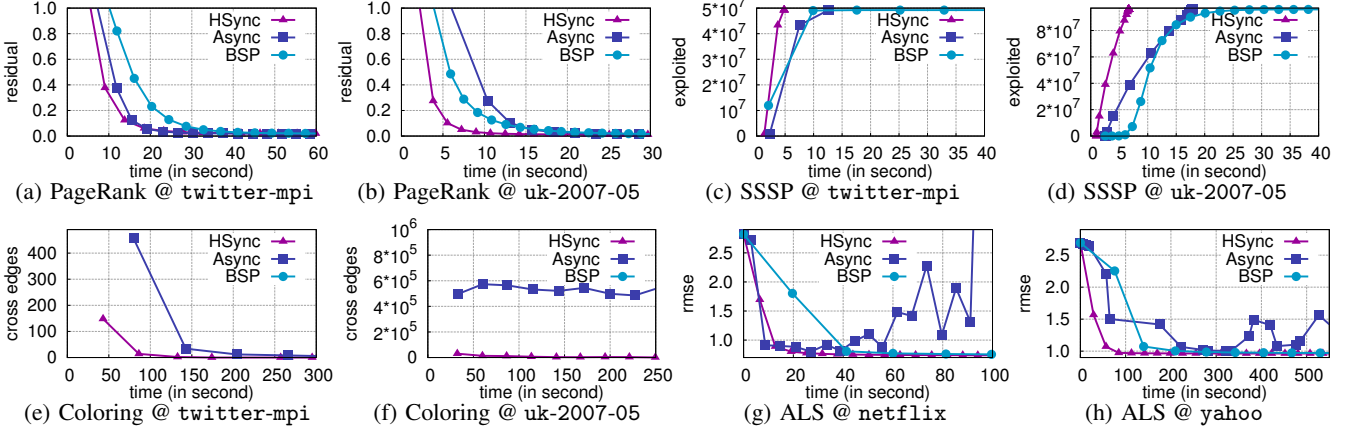 HSync
Async
BSP
residual
1.0
0.8
0.6
0.4
0.2
0.0
0 10 20 30 40 50 60
time (in second)
(a) PageRank @ twitter-mpi
HSync
Async
BSP
residual
1.0
0.8
0.6
0.4
0.2
0.0
0 5 10 15 20 25 30
time (in second)
(b) PageRank @ uk-2007-05
HSync
Async
BSP
exploited
5*10^7
4*10^7
3*10^7
2*10^7
1*10^7
0
0 5 10 15 20 25 30 40
time (in second)
(c) SSSP @ twitter-mpi
HSync
Async
BSP
exploited
8*10^7
6*10^7
4*10^7
2*10^7
0
0 5 10 15 20 25 30 40
time (in second)
(d) SSSP @ uk-2007-05
HSync
Async
BSP
cross edges
400
300
200
100
0
0 50 100 150 200 250 300
time (in second)
(e) Coloring @ twitter-mpi
HSync
Async
BSP
cross edges
10^6
8*10^5
6*10^5
4*10^5
2*10^5
0
0 50 100 150 200 250
time (in second)
(f) Coloring @ uk-2007-05
HSync
Async
BSP
rmse
2.5
2.0
1.5
1.0
0 20 40 60 80 100
time (in second)
(g) ALS @ netflix
HSync
Async
BSP
rmse
2.5
2.0
1.5
1.0
0 100 200 300 400 500
time (in second)
(h) ALS @ yahoo